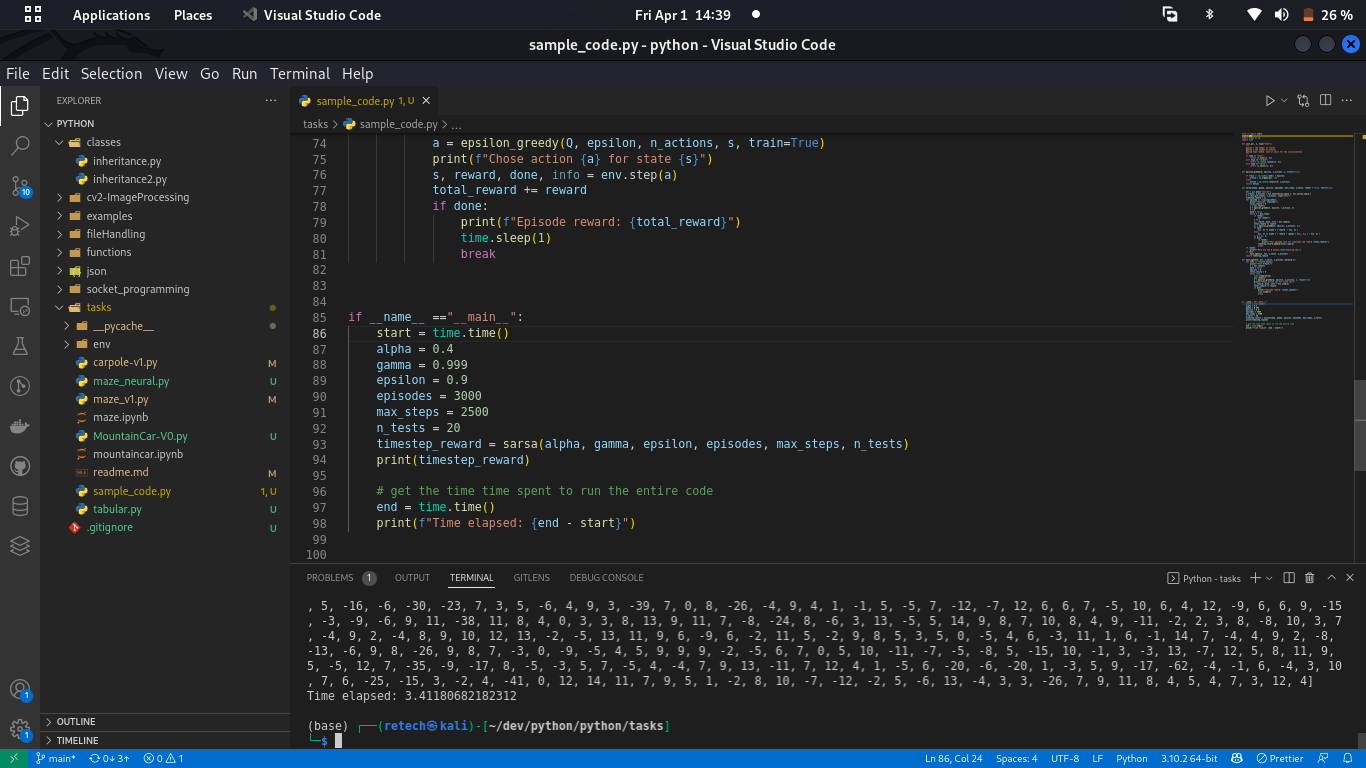 Applications Places Visual Studio Code Fri Apr 1 14:39 26 %
sample_code.py - python - Visual Studio Code
File Edit Selection View Go Run Terminal Help
EXPLORER
PYTHON
classes
inheritance.py
inheritance2.py
cv2-ImageProcessing
examples
fileHandling
functions
json
socket_programming
tasks
__pycache__
env
carpole-v1.py M
maze_neural.py U
maze_v1.py M
maze.ipynb
MountainCar-V0.py U
mountaincar.ipynb
readme.md M
sample_code.py 1, U
tabular.py U
.gitignore U
OUTLINE
TIMELINE
10
1
1
sample_code.py 1, U
tasks > sample_code.py > ...
74 a = epsilon_greedy(Q, epsilon, n_actions, s, train=True)
75 print(f"Chose action {a} for state {s}")
76 s, reward, done, info = env.step(a)
77 total_reward += reward
78 if done:
79 print(f"Episode reward: {total_reward}")
80 time.sleep(1)
81 break
82
83
84
85 if __name__ =="__main__":
86 start = time.time()
87 alpha = 0.4
88 gamma = 0.999
89 epsilon = 0.9
90 episodes = 3000
91 max_steps = 2500
92 n_tests = 20
93 timestep_reward = sarsa(alpha, gamma, epsilon, episodes, max_steps, n_tests)
94 print(timestep_reward)
95
96 # get the time time spent to run the entire code
97 end = time.time()
98 print(f"Time elapsed: {end - start}")
99
100
PROBLEMS 1 OUTPUT TERMINAL GITLENS DEBUG CONSOLE Python - tasks
, 5, -16, -6, -30, -23, 7, 3, 5, -6, 4, 9, 3, -39, 7, 0, 8, -26, -4, 9, 4, 1, -1, 5, -5, 7, -12, -7, 12, 6, 6, 7, -5, 10, 6, 4, 12, -9, 6, 6, 9, -15
, -3, -9, -6, 9, 11, -38, 11, 8, 4, 0, 3, 3, 8, 13, 9, 11, 7, -8, -24, 8, -6, 3, 13, -5, 5, 14, 9, 8, 7, 10, 8, 4, 9, -11, -2, 2, 3, 8, -8, 10, 3, 7
, -4, 9, 2, -4, 8, 9, 10, 12, 13, -2, -5, 13, 11, 9, 6, -9, 6, -2, 11, 5, -2, 9, 8, 5, 3, 5, 0, -5, 4, 6, -3, 11, 1, 6, -1, 14, 7, -4, 4, 9, 2, -8,
-13, -6, 9, 8, -26, 9, 8, 7, -3, 0, -9, -5, 4, 5, 9, 9, 9, -2, -5, 6, 7, 0, 5, 10, -11, -7, -5, -8, 5, -15, 10, -1, 3, -3, 13, -7, 12, 5, 8, 11, 9,
5, -5, 12, 7, -35, -9, -17, 8, -5, -3, 5, 7, -5, 4, -4, 7, 9, 13, -11, 7, 12, 4, 1, -5, 6, -20, -6, -20, 1, -3, 5, 9, -17, -62, -4, -1, 6, -4, 3, 10
, 7, 6, -25, -15, 3, -2, 4, -41, 0, 12, 14, 11, 7, 9, 5, 1, -2, 8, 10, -7, -12, -2, 5, -6, 13, -4, 3, 3, -26, 7, 9, 11, 8, 4, 5, 4, 7, 3, 12, 4]
Time elapsed: 3.41180682182312
(base) ┌──(retech㉿kali)-[~/dev/python/python/tasks]
└─$
main* 0↓ 3↑ 0 1 Ln 86, Col 24 Spaces: 4 UTF-8 LF Python 3.10.2 64-bit Prettier